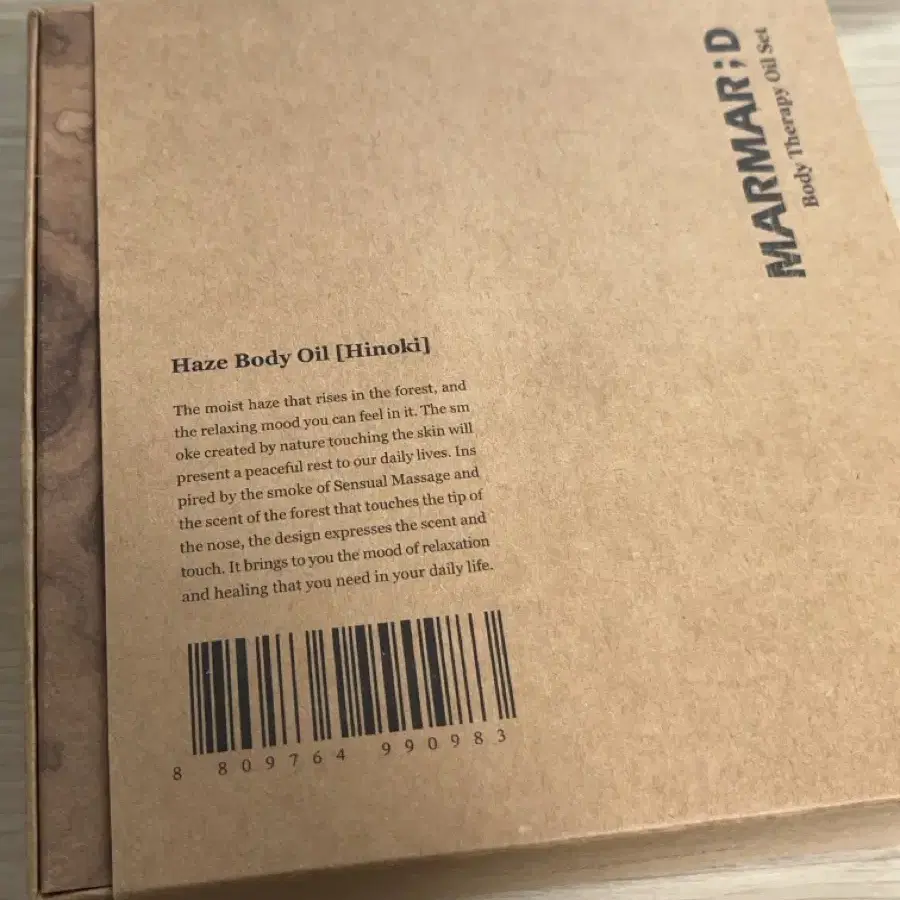 MARMAR;D
Body Therapy Oil Set
Haze Body Oil [Hinoki]
The moist haze that rises in the forest, and
the relaxing mood you can feel in it. The sm
oke created by nature touching the skin will
present a peaceful rest to our daily lives. Ins
pired by the smoke of Sensual Massage and
the scent of the forest that touches the tip of
the nose, the design expresses the scent and
touch. It brings to you the mood of relaxation
and healing that you need in your daily life.
8 809764 990983